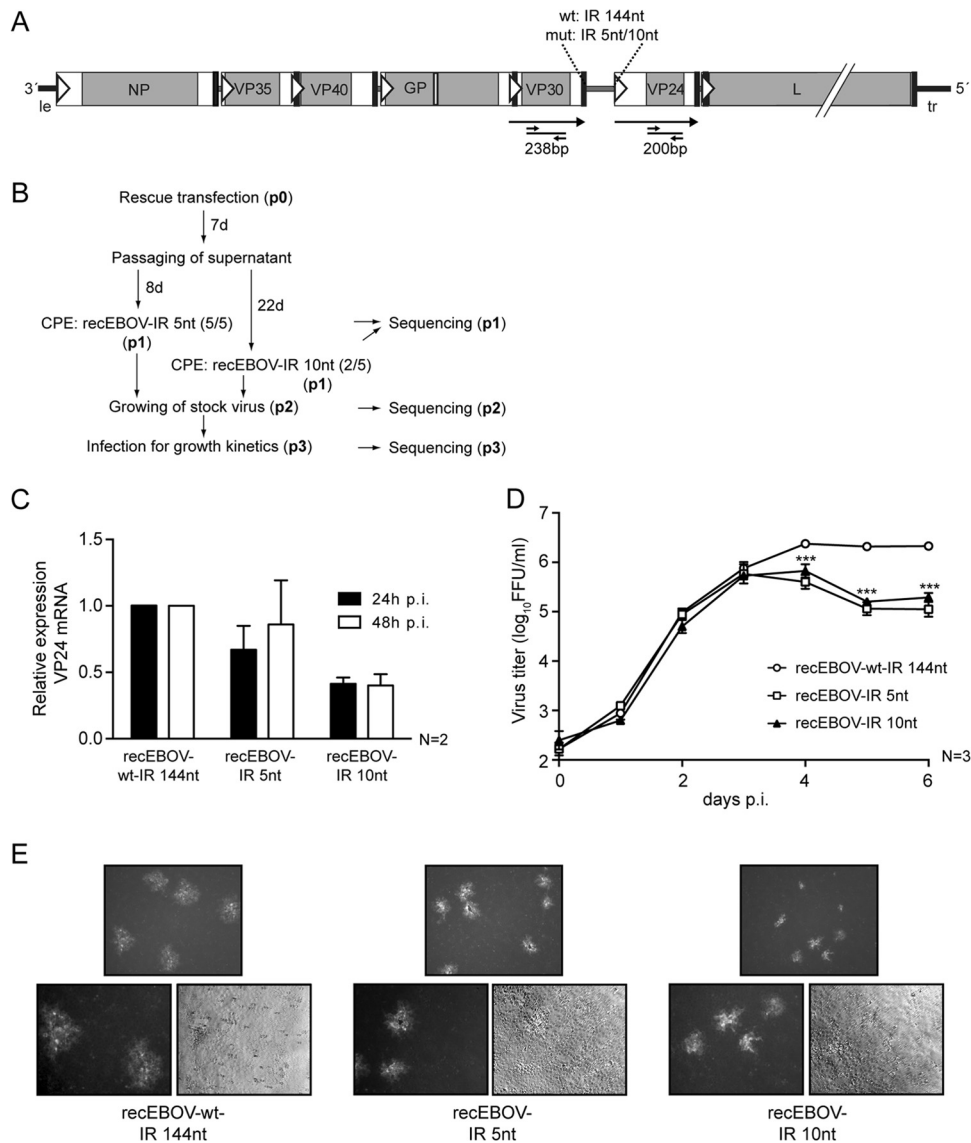 A
wt: IR 144nt
mut: IR 5nt/10nt
3´
le
NP
VP35
VP40
GP
VP30
VP24
L
tr
5´
238bp
200bp
B
Rescue transfection (p0)
7d
Passaging of supernatant
8d
22d
CPE: recEBOV-IR 5nt (5/5)
(p1)
Sequencing (p1)
CPE: recEBOV-IR 10nt (2/5)
(p1)
Growing of stock virus (p2)
Sequencing (p2)
Infection for growth kinetics (p3)
Sequencing (p3)
C
Relative expression
VP24 mRNA
1.5
1.0
0.5
0.0
24h p.i.
48h p.i.
recEBOV-
wt-IR 144nt
recEBOV-
IR 5nt
recEBOV-
IR 10nt
N=2
D
Virus titer (log10FFU/ml)
7
6
5
4
3
2
***
***
***
recEBOV-wt-IR 144nt
recEBOV-IR 5nt
recEBOV-IR 10nt
0
2
4
6
days p.i.
N=3
E
recEBOV-wt-
IR 144nt
recEBOV-
IR 5nt
recEBOV-
IR 10nt